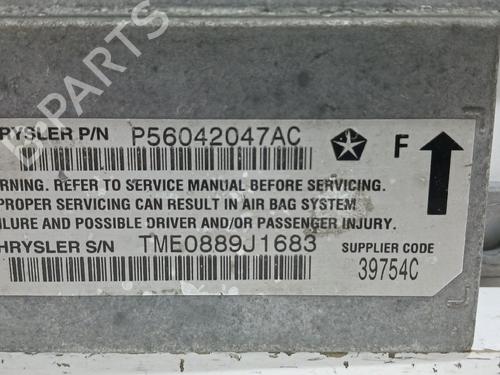 B-PARTS
RYSLER P/N P56042047AC F
RNING. REFER TO SERVICE MANUAL BEFORE SERVICING.
PROPER SERVICING CAN RESULT IN AIR BAG SYSTEM
ILURE AND POSSIBLE DRIVER AND/OR PASSENGER INJURY.
HRYSLER S/N TME0889J1683 SUPPLIER CODE
39754C